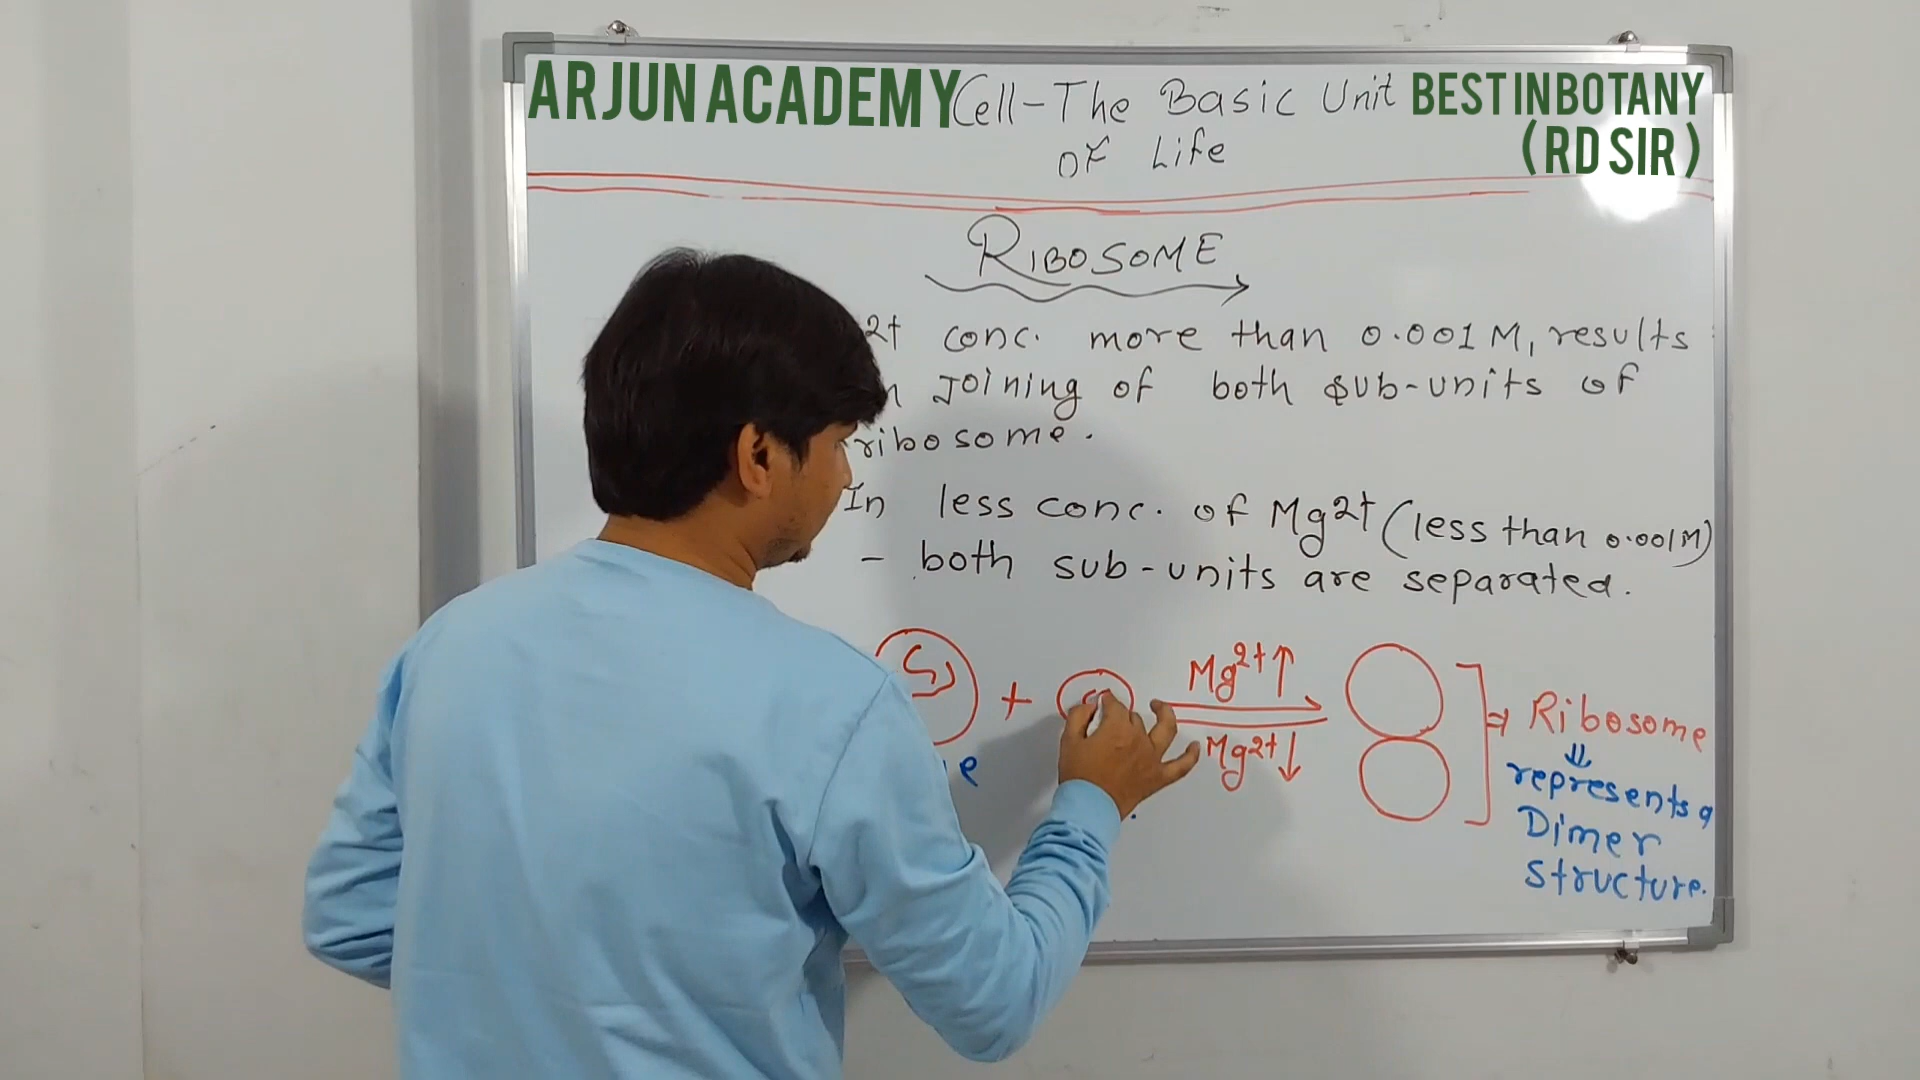 ARJUN ACADEMY
Cell-The Basic Unit
OF Life
BEST IN BOTANY
(RD SIR)
RIBOSOME
2+ conc. more than 0.001M, results
Joining of both sub-units of
ribosome.
In less conc. of Mg2+ (less than 0.001M)
- both sub-units are separated.
+
Mg2+↑
Mg2+↓
⇒ Ribosome
⇓
represents a
Dimer
structure.